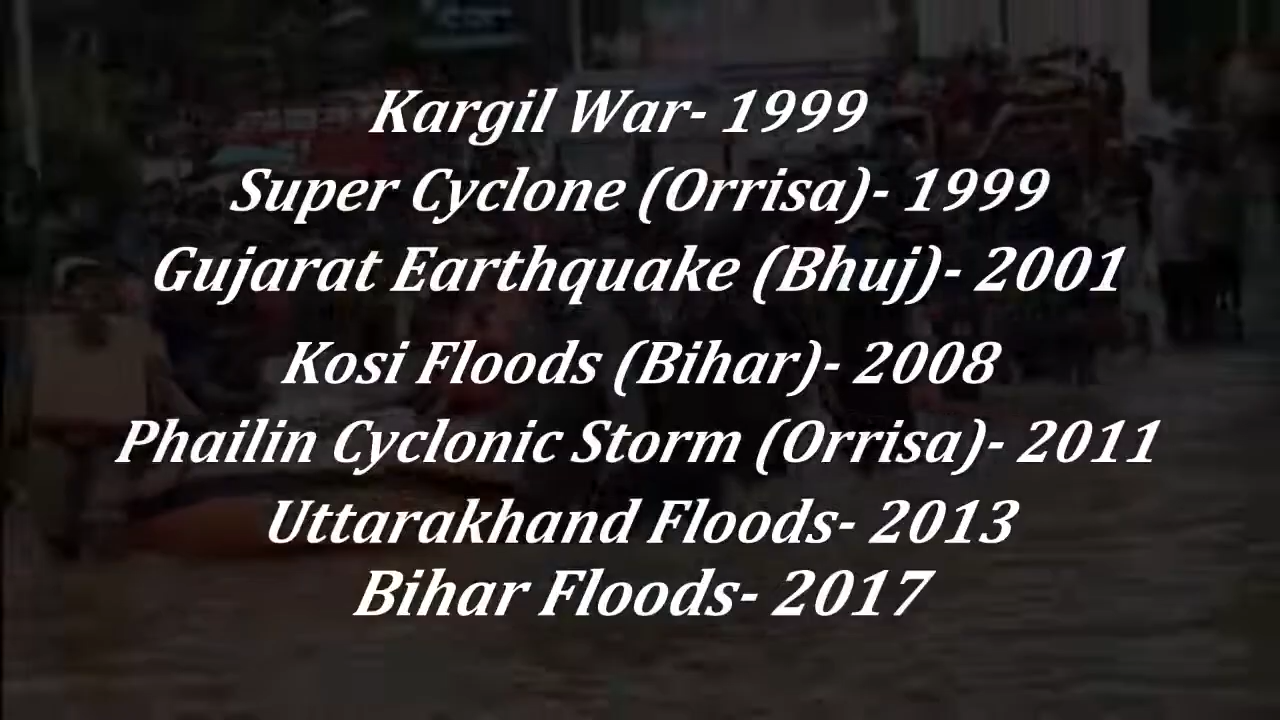 Kargil War- 1999
Super Cyclone (Orrisa)- 1999
Gujarat Earthquake (Bhuj)- 2001
Kosi Floods (Bihar)- 2008
Phailin Cyclonic Storm (Orrisa)- 2011
Uttarakhand Floods- 2013
Bihar Floods- 2017